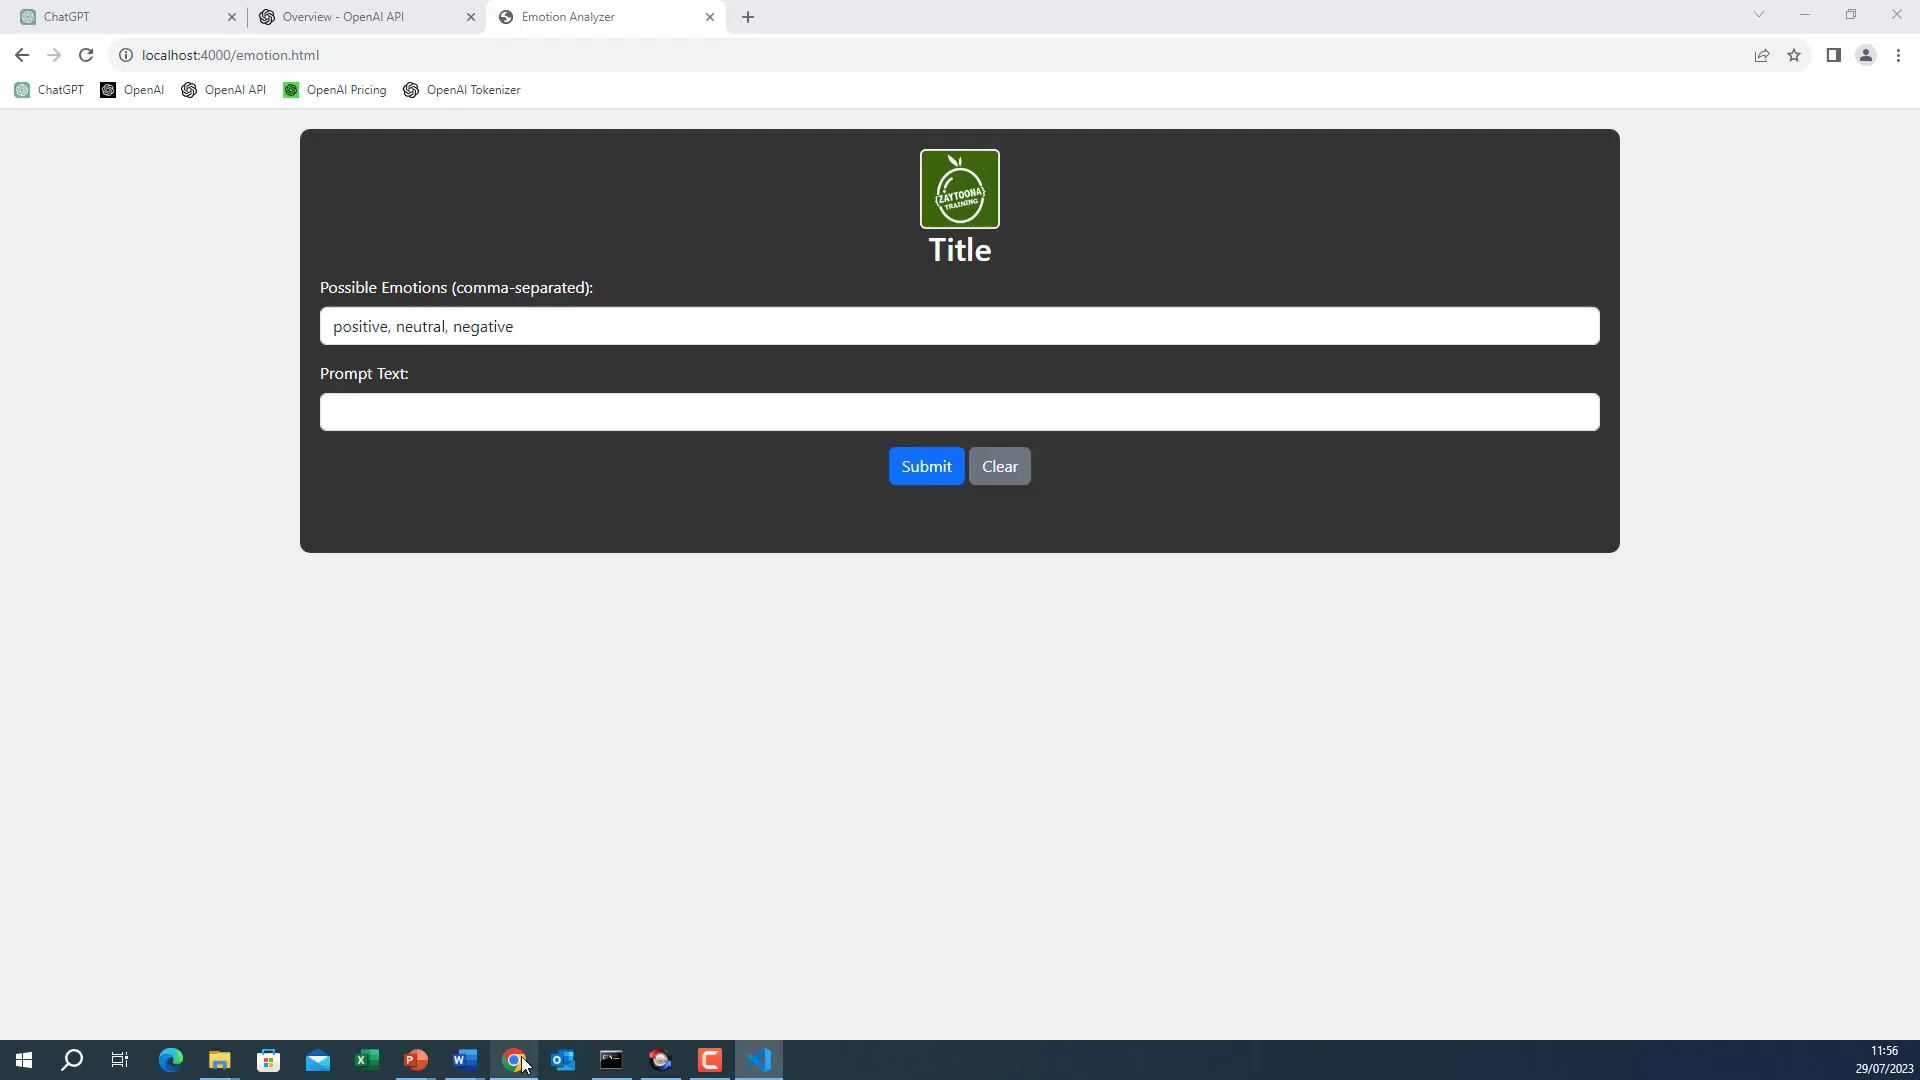 ChatGPT
Overview - OpenAI API
Emotion Analyzer
localhost:4000/emotion.html
ChatGPT
OpenAI
OpenAI API
OpenAI Pricing
OpenAI Tokenizer
ZAYTOONA
TRAINING
Title
Possible Emotions (comma-separated):
positive, neutral, negative
Prompt Text:
Submit
Clear
11:56
29/07/2023